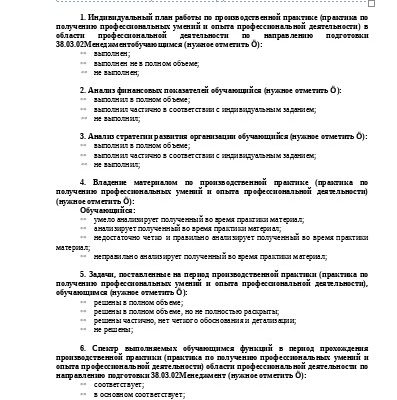 1. Индивидуальный план работы по производственной практике (практика по
получению профессиональных умений и опыта профессиональной деятельности) в
области профессиональной деятельности по направлению подготовки
38.03.02Менеджментобучающимся (нужное отметить Ö):
выполнен;
выполнен не в полном объеме;
не выполнен;
2. Анализ финансовых показателей обучающийся (нужное отметить Ö):
выполнил в полном объеме;
выполнил частично в соответствии с индивидуальным заданием;
не выполнил;
3. Анализ стратегии развития организации обучающийся (нужное отметить Ö):
выполнил в полном объеме;
выполнил частично в соответствии с индивидуальным заданием;
не выполнил;
4. Владение материалом по производственной практике (практика по
получению профессиональных умений и опыта профессиональной деятельности)
(нужное отметить Ö):
Обучающийся:
умело анализирует полученный во время практики материал;
анализирует полученный во время практики материал;
недостаточно четко и правильно анализирует полученный во время практики
материал;
неправильно анализирует полученный во время практики материал;
5. Задачи, поставленные на период производственной практики (практика по
получению профессиональных умений и опыта профессиональной деятельности),
обучающимся (нужное отметить Ö):
решены в полном объеме;
решены в полном объеме, но не полностью раскрыты;
решены частично, нет четкого обоснования и детализации;
не решены;
6. Спектр выполняемых обучающимся функций в период прохождения
производственной практики (практика по получению профессиональных умений и
опыта профессиональной деятельности) области профессиональной деятельности по
направлению подготовки 38.03.02Менеджмент (нужное отметить Ö):
соответствует;
в основном соответствует;